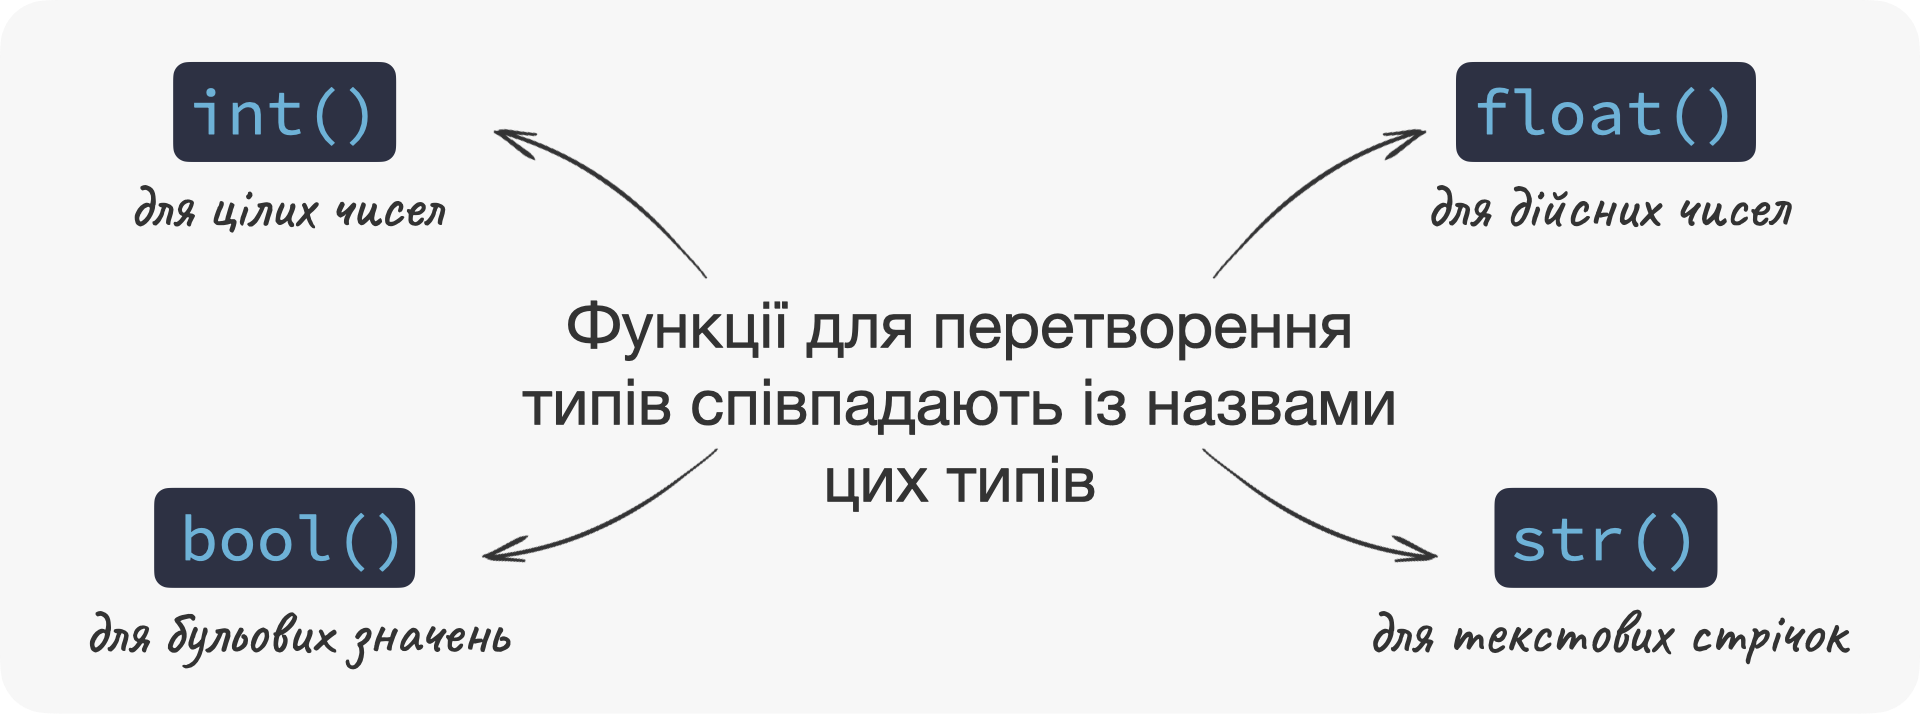 int()
для цілих чисел
float()
для дійсних чисел
Функції для перетворення
типів співпадають із назвами
цих типів
bool()
для бульових значень
str()
для текстових стрічок